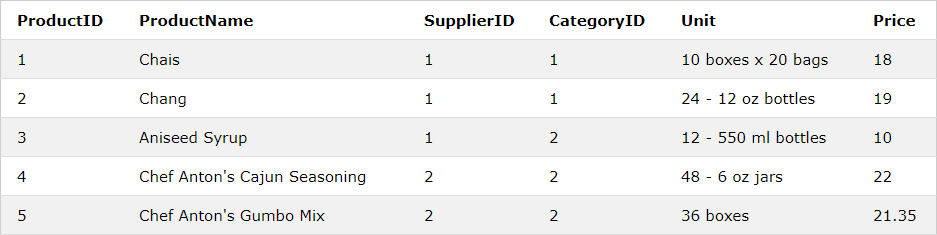 ProductID ProductName SupplierID CategoryID Unit Price
1 Chais 1 1 10 boxes x 20 bags 18
2 Chang 1 1 24 - 12 oz bottles 19
3 Aniseed Syrup 1 2 12 - 550 ml bottles 10
4 Chef Anton's Cajun Seasoning 2 2 48 - 6 oz jars 22
5 Chef Anton's Gumbo Mix 2 2 36 boxes 21.35